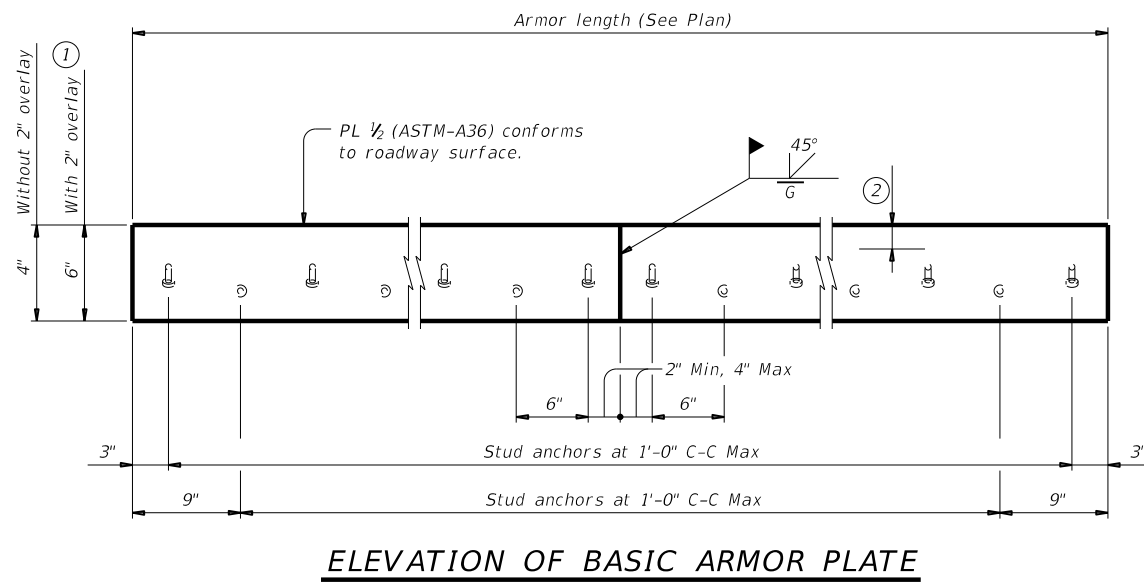 Armor length (See Plan)
Without 2" overlay
1
With 2" overlay
PL ½ (ASTM-A36) conforms
to roadway surface.
45°
G
2
4"
6"
2" Min, 4" Max
6"
6"
3"
Stud anchors at 1'-0" C-C Max
3"
9"
Stud anchors at 1'-0" C-C Max
9"
ELEVATION OF BASIC ARMOR PLATE